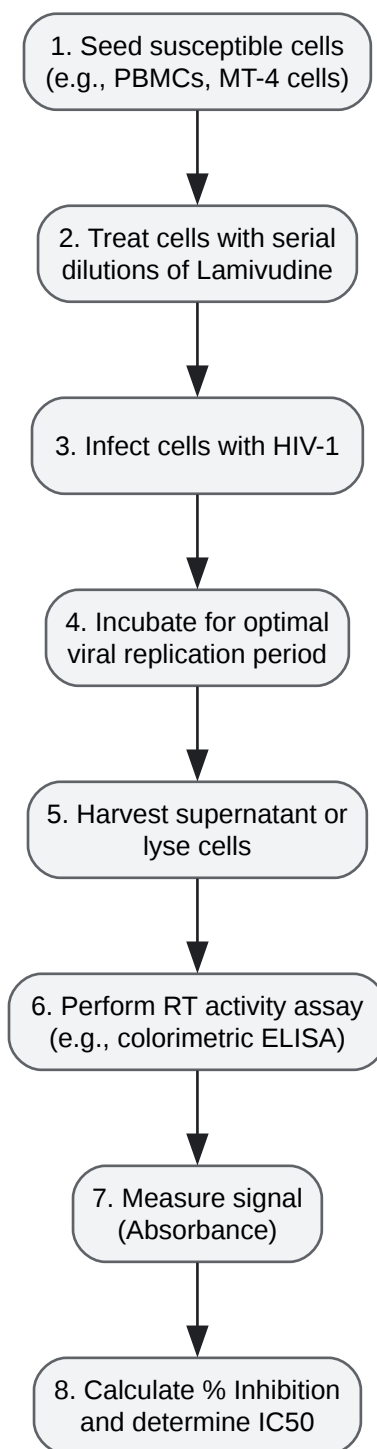 1. Seed susceptible cells
(e.g., PBMCs, MT-4 cells)
2. Treat cells with serial
dilutions of Lamivudine
3. Infect cells with HIV-1
4. Incubate for optimal
viral replication period
5. Harvest supernatant or
lyse cells
6. Perform RT activity assay
(e.g., colorimetric ELISA)
7. Measure signal
(Absorbance)
8. Calculate % Inhibition
and determine IC50